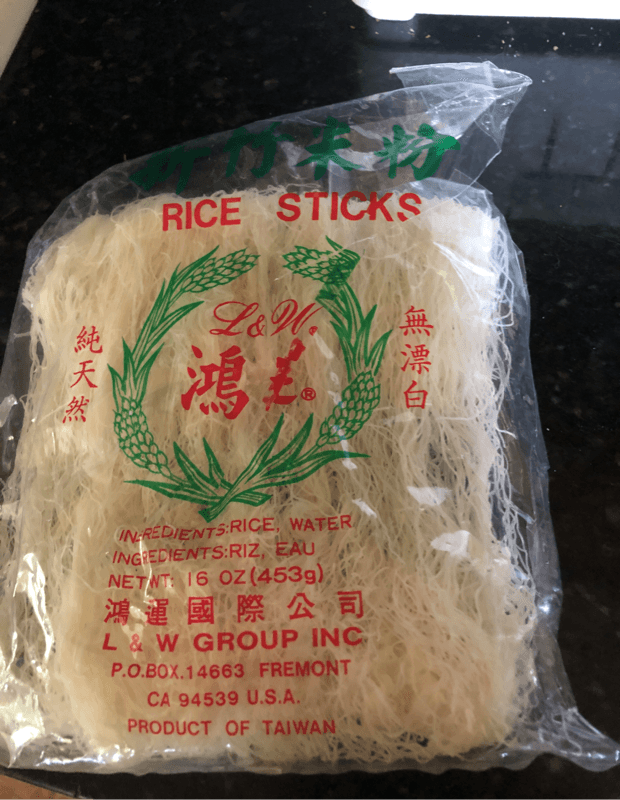 新竹米粉
RICE STICKS
L&W®
鴻美®
純天然
無漂白
INGREDIENTS:RICE, WATER
INGREDIENTS:RIZ, EAU
NET WT: 16 OZ(453g)
鴻運國際公司
L & W GROUP INC
P.O.BOX.14663 FREMONT
CA 94539 U.S.A.
PRODUCT OF TAIWAN